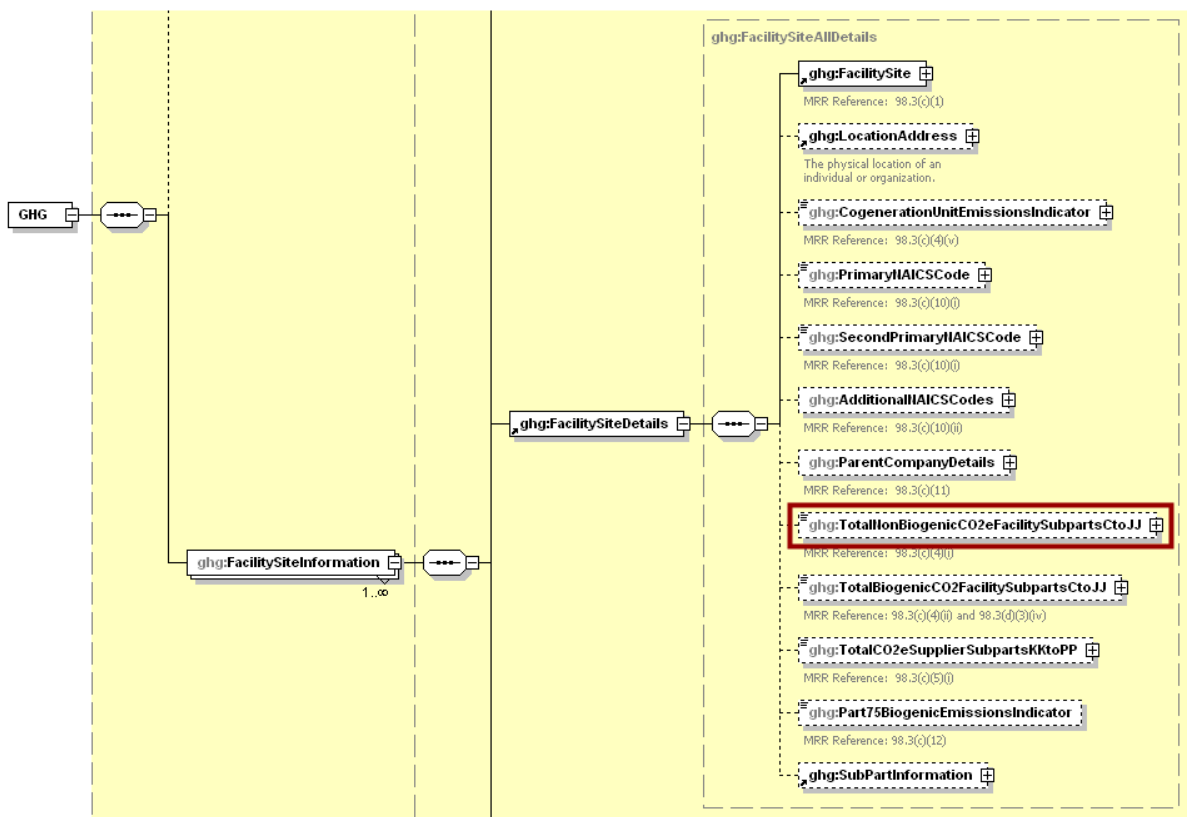 ghg:FacilitySiteAllDetails
ghg:FacilitySite
MRR Reference: 98.3(c)(1)
ghg:LocationAddress
The physical location of an
individual or organization.
GHG
ghg:CogenerationUnitEmissionsIndicator
MRR Reference: 98.3(c)(4)(v)
ghg:PrimaryNAICSCode
MRR Reference: 98.3(c)(10)(i)
ghg:SecondPrimaryNAICSCode
MRR Reference: 98.3(c)(10)(i)
ghg:AdditionalNAICSCodes
MRR Reference: 98.3(c)(10)(ii)
ghg:FacilitySiteDetails
ghg:ParentCompanyDetails
MRR Reference: 98.3(c)(11)
ghg:TotalNonBiogenicCO2eFacilitySubpartsCtoJJ
MRR Reference: 98.3(c)(4)(i)
ghg:FacilitySiteInformation
1..∞
ghg:TotalBiogenicCO2FacilitySubpartsCtoJJ
MRR Reference: 98.3(c)(4)(ii) and 98.3(d)(3)(iv)
ghg:TotalCO2eSupplierSubpartsKKtoPP
MRR Reference: 98.3(c)(5)(i)
ghg:Part75BiogenicEmissionsIndicator
MRR Reference: 98.3(c)(12)
ghg:SubPartInformation